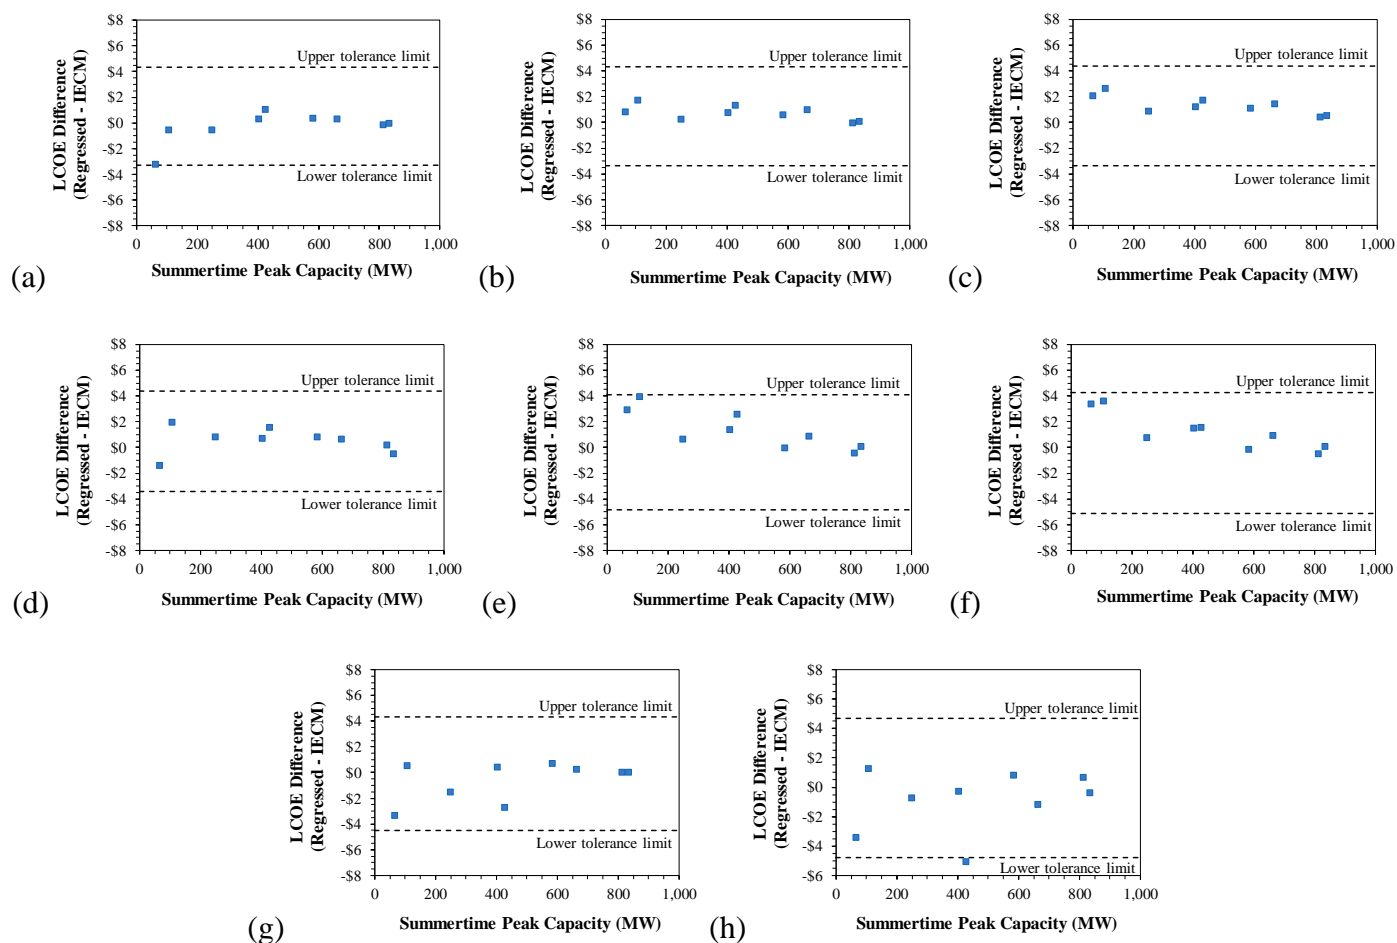 LCOE Difference
(Regressed - IECM)
$8
$6
$4
$2
$0
-$2
-$4
-$6
-$8
Upper tolerance limit
Lower tolerance limit
0
200
400
600
800
1,000
Summertime Peak Capacity (MW)
(a)
LCOE Difference
(Regressed - IECM)
$8
$6
$4
$2
$0
-$2
-$4
-$6
-$8
Upper tolerance limit
Lower tolerance limit
0
200
400
600
800
1,000
Summertime Peak Capacity (MW)
(b)
LCOE Difference
(Regressed - IECM)
$8
$6
$4
$2
$0
-$2
-$4
-$6
-$8
Upper tolerance limit
Lower tolerance limit
0
200
400
600
800
1,000
Summertime Peak Capacity (MW)
(c)
LCOE Difference
(Regressed - IECM)
$8
$6
$4
$2
$0
-$2
-$4
-$6
-$8
Upper tolerance limit
Lower tolerance limit
0
200
400
600
800
1,000
Summertime Peak Capacity (MW)
(d)
LCOE Difference
(Regressed - IECM)
$8
$6
$4
$2
$0
-$2
-$4
-$6
-$8
Upper tolerance limit
Lower tolerance limit
0
200
400
600
800
1,000
Summertime Peak Capacity (MW)
(e)
LCOE Difference
(Regressed - IECM)
$8
$6
$4
$2
$0
-$2
-$4
-$6
-$8
Upper tolerance limit
Lower tolerance limit
0
200
400
600
800
1,000
Summertime Peak Capacity (MW)
(f)
LCOE Difference
(Regressed - IECM)
$8
$6
$4
$2
$0
-$2
-$4
-$6
-$8
Upper tolerance limit
Lower tolerance limit
0
200
400
600
800
1,000
Summertime Peak Capacity (MW)
(g)
LCOE Difference
(Regressed - IECM)
$8
$6
$4
$2
$0
-$2
-$4
-$6
Upper tolerance limit
Lower tolerance limit
0
200
400
600
800
1,000
Summertime Peak Capacity (MW)
(h)